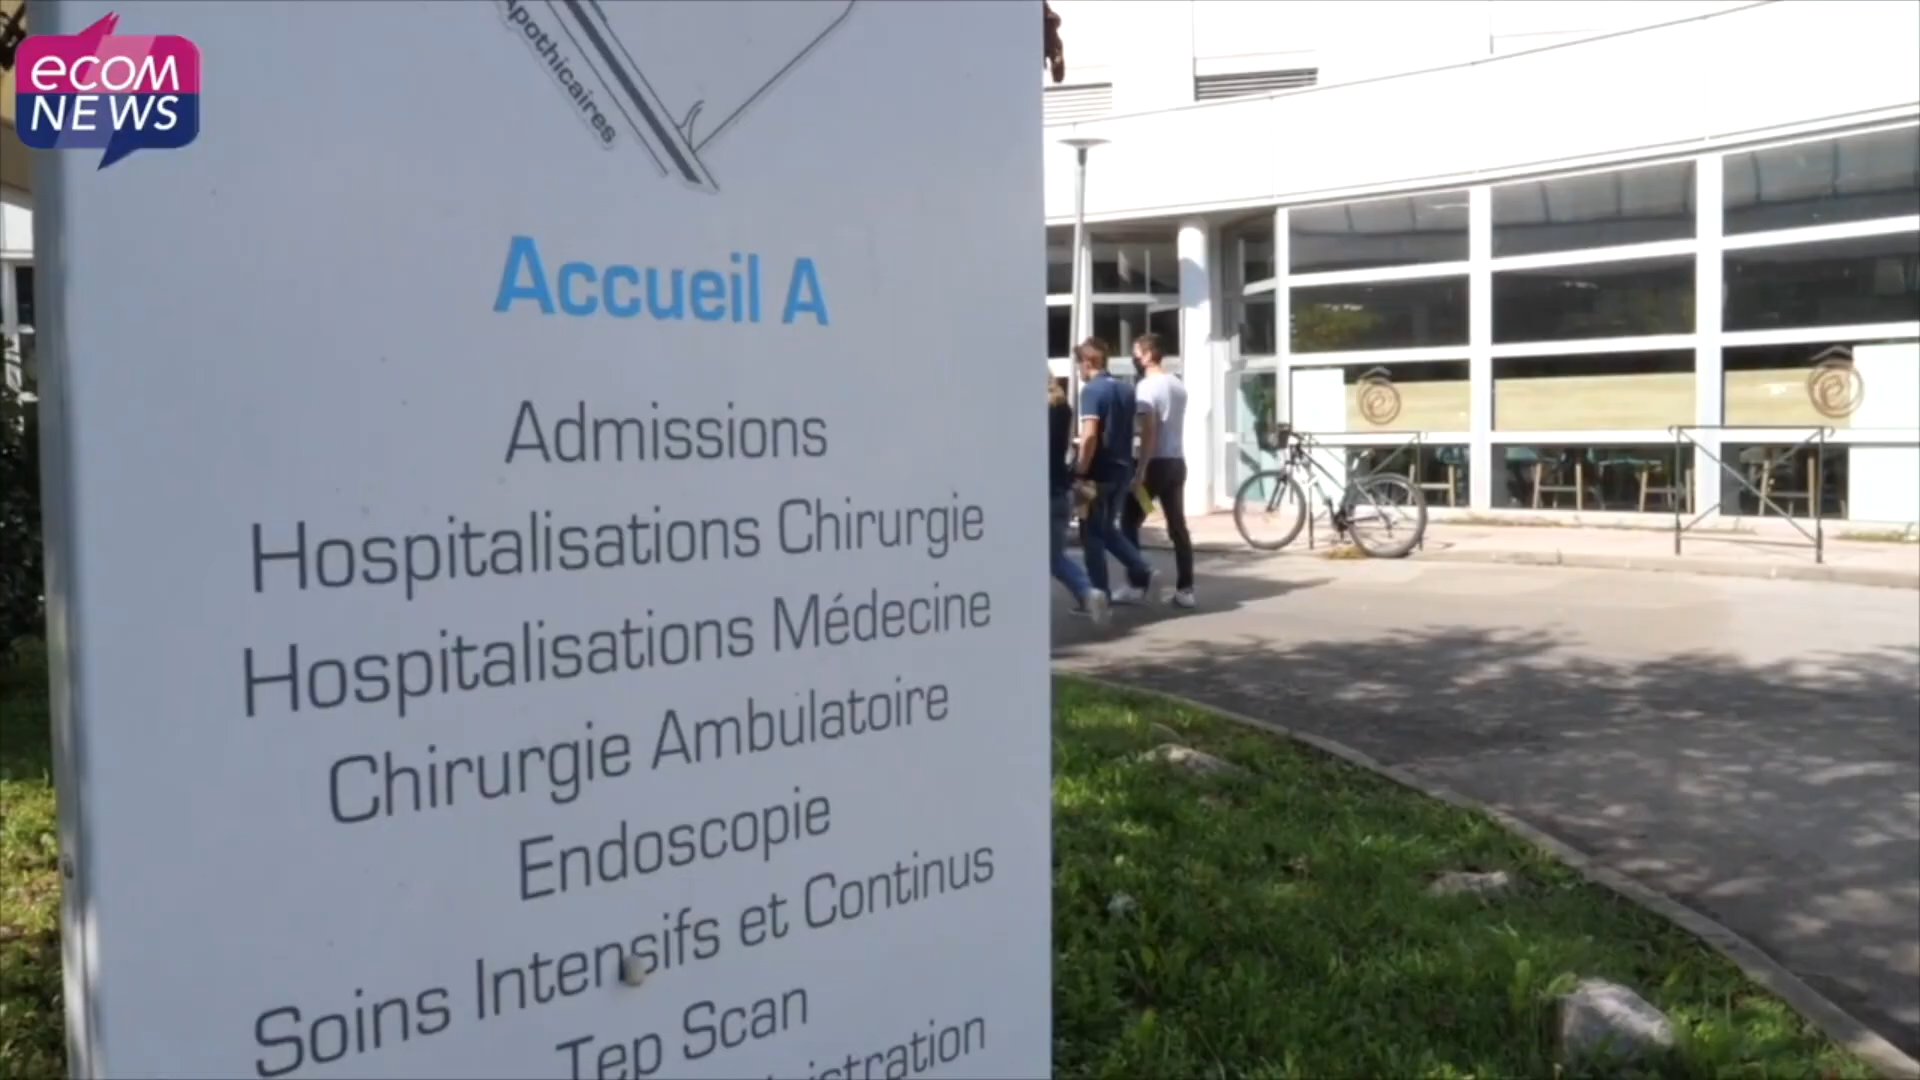 ecom
NEWS
Apothicaires
Accueil A
Admissions
Hospitalisations Chirurgie
Hospitalisations Médecine
Chirurgie Ambulatoire
Endoscopie
Soins Intensifs et Continus
Tep Scan